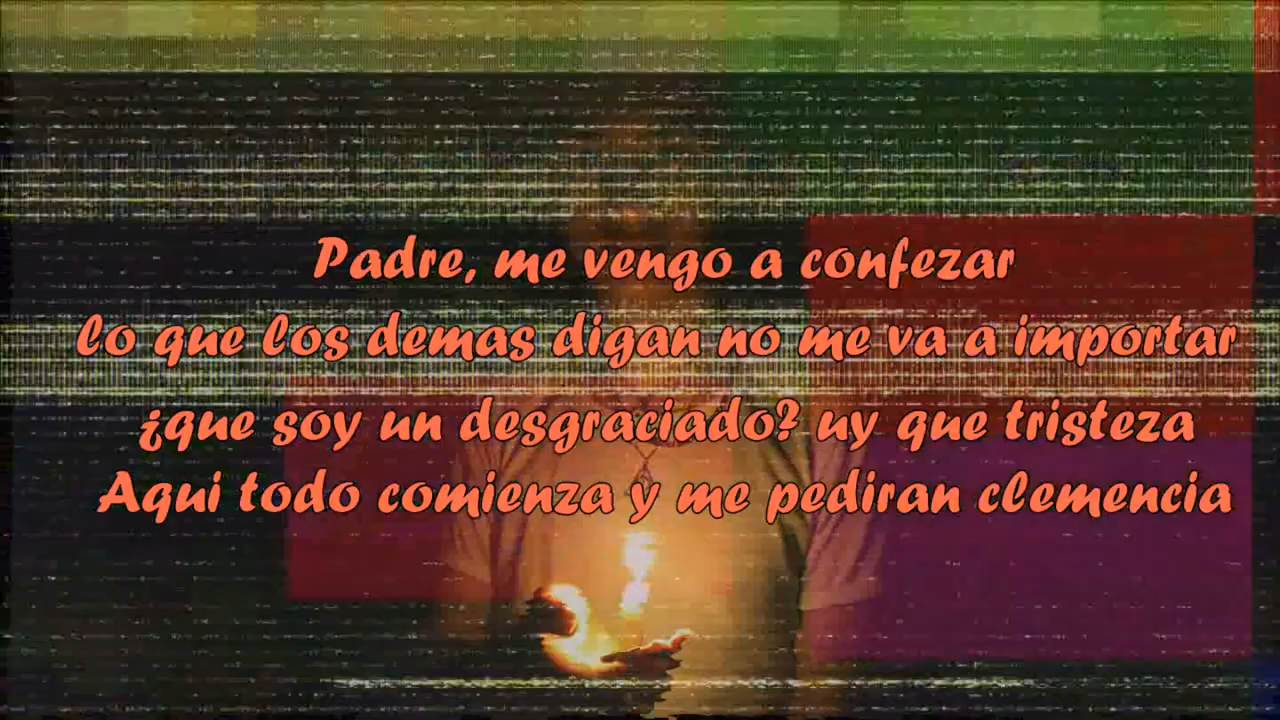 Padre, me vengo a confezar
lo que los demas digan no me va a importar
¿que soy un desgraciado? uy que tristeza
Aqui todo comienza y me pediran clemencia